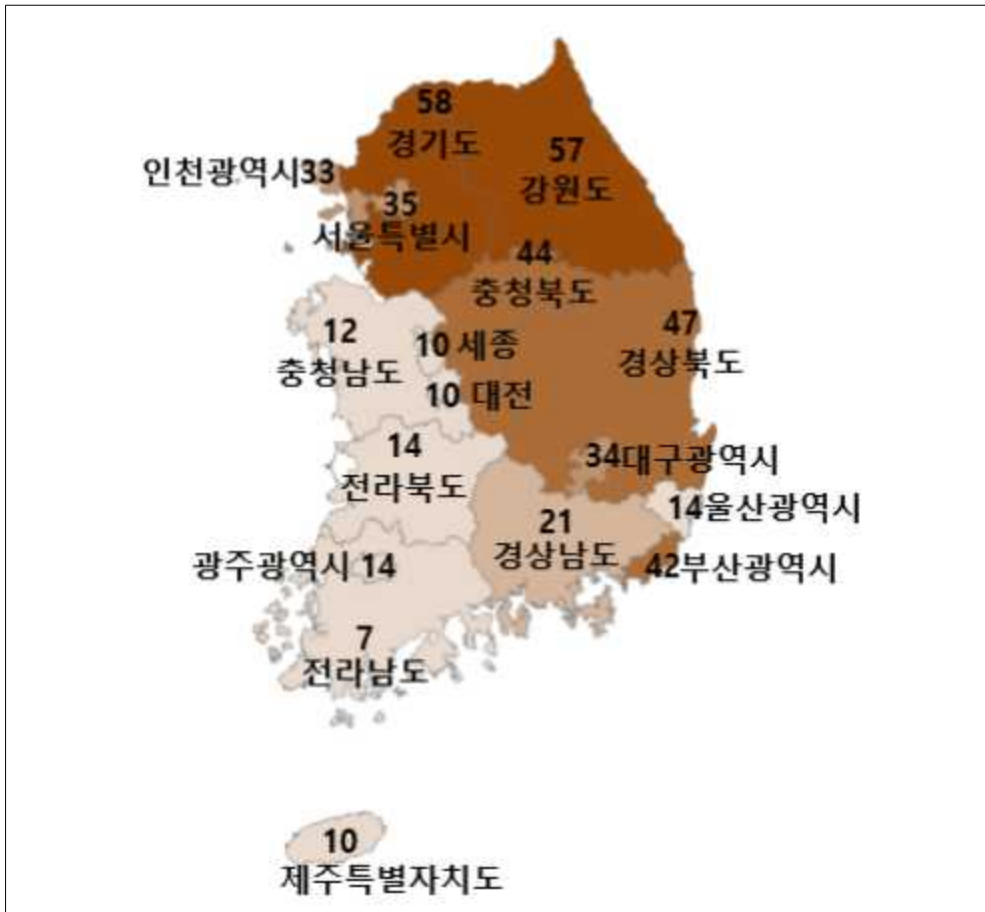 58
경기도
57
강원도
인천광역시33
35
서울특별시
44
충청북도
47
경상북도
12
충청남도
10 세종
10 대전
14
전라북도
34대구광역시
14울산광역시
21
경상남도
42부산광역시
광주광역시 14
7
전라남도
10
제주특별자치도